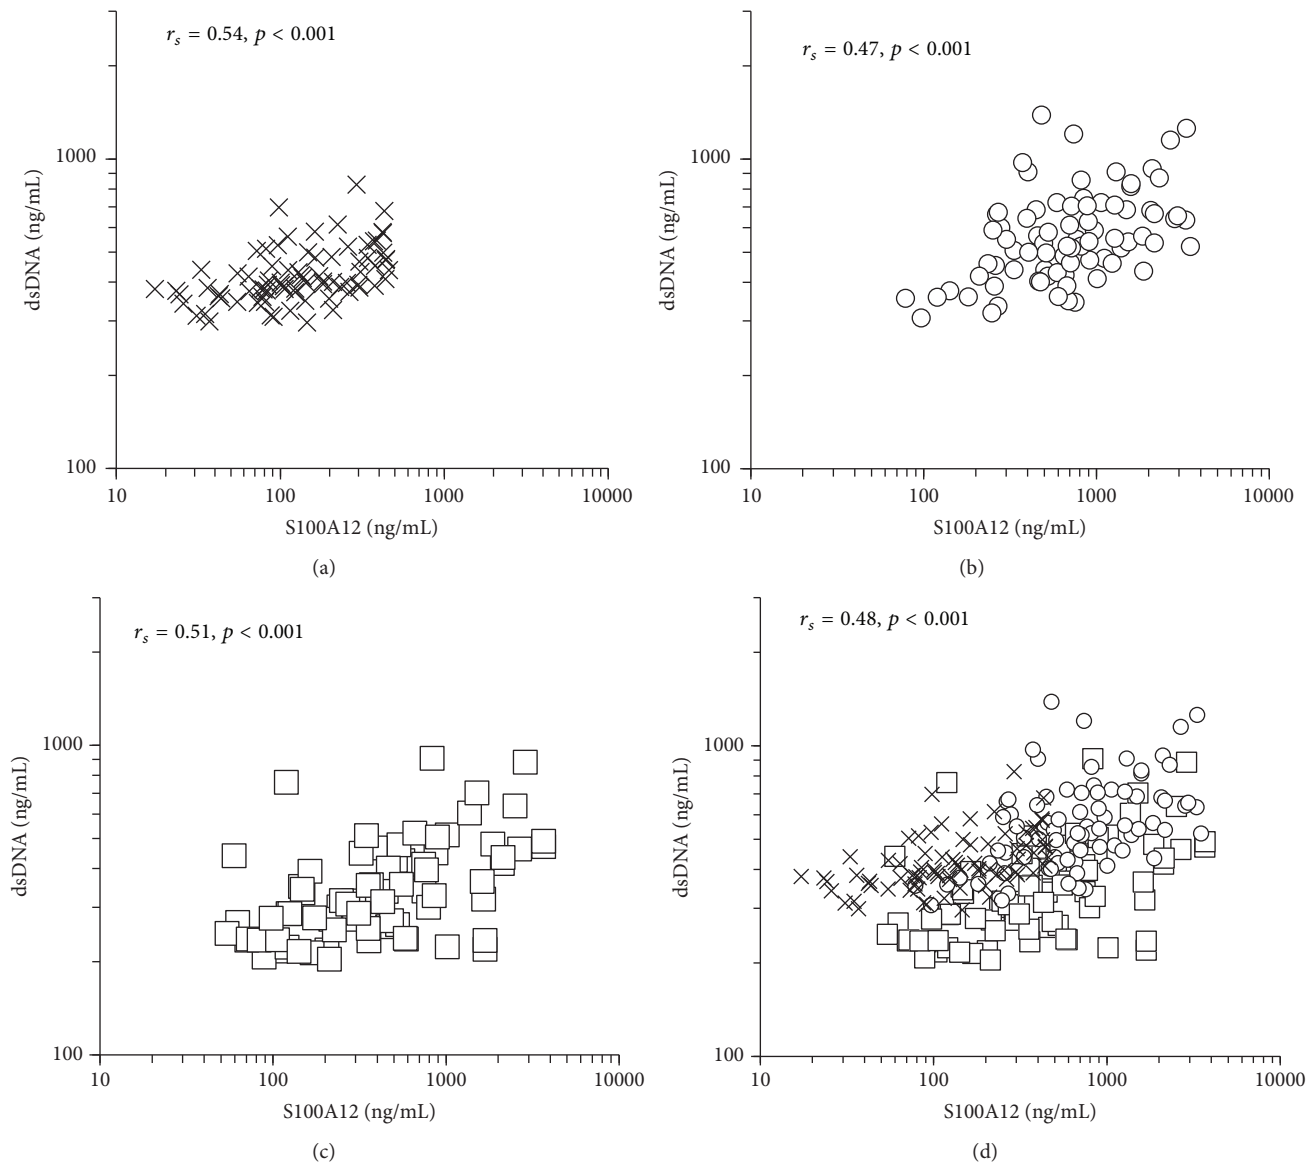 r_s = 0.54, p < 0.001
1000
100
dsDNA (ng/mL)
10 100 1000 10000
S100A12 (ng/mL)
(a)
r_s = 0.47, p < 0.001
1000
100
dsDNA (ng/mL)
10 100 1000 10000
S100A12 (ng/mL)
(b)
r_s = 0.51, p < 0.001
1000
100
dsDNA (ng/mL)
10 100 1000 10000
S100A12 (ng/mL)
(c)
r_s = 0.48, p < 0.001
1000
100
dsDNA (ng/mL)
10 100 1000 10000
S100A12 (ng/mL)
(d)